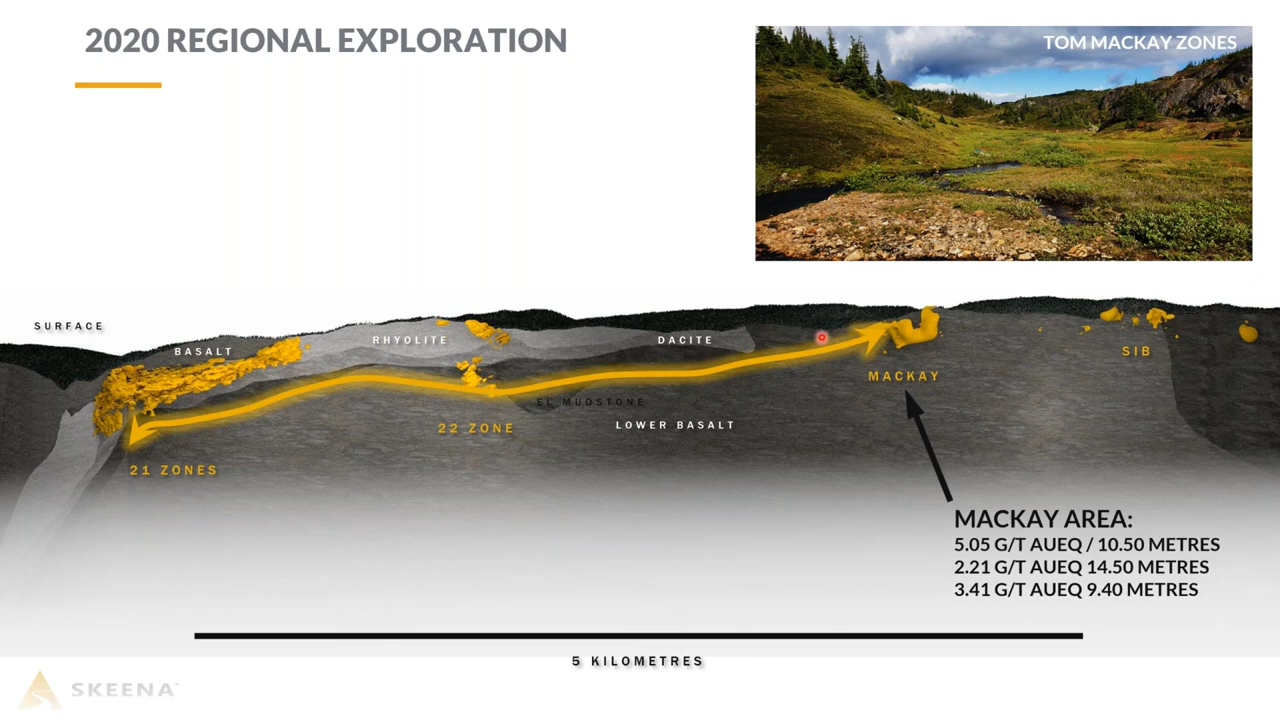 2020 REGIONAL EXPLORATION
TOM MACKAY ZONES
SURFACE
BASALT
RHYOLITE
DACITE
SIB
MACKAY
EL MUDSTONE
LOWER BASALT
22 ZONE
21 ZONES
MACKAY AREA:
5.05 G/T AUEQ / 10.50 METRES
2.21 G/T AUEQ 14.50 METRES
3.41 G/T AUEQ 9.40 METRES
5 KILOMETRES
SKEENA™